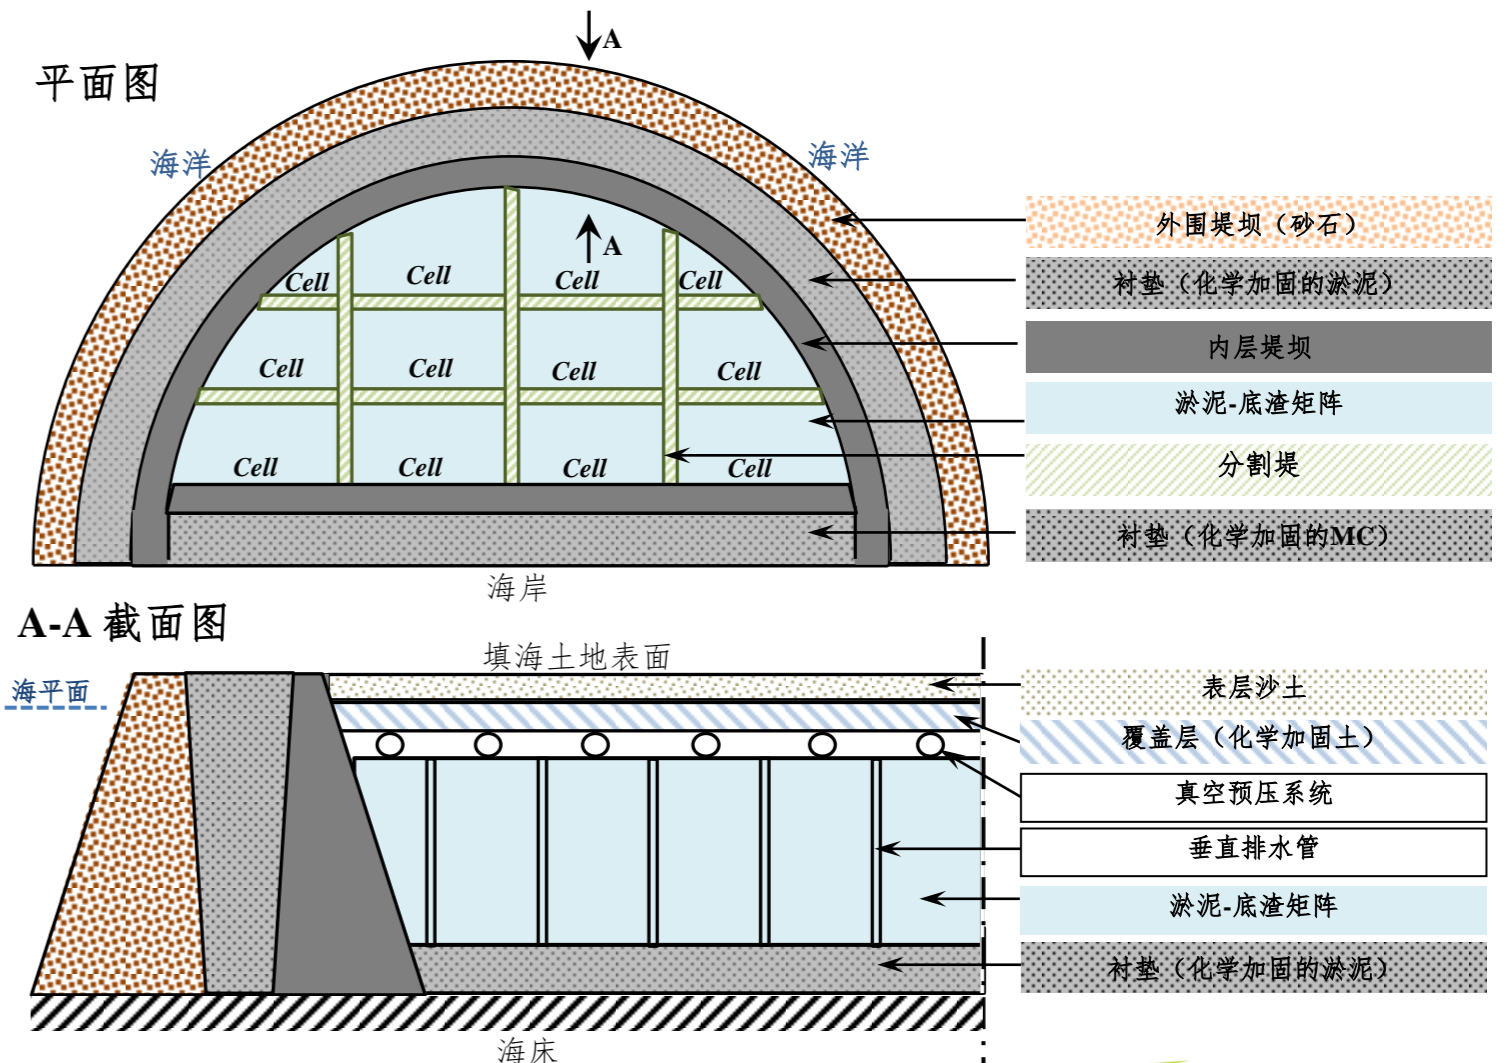 平面图
A
海洋
海洋
A
Cell
Cell
Cell
Cell
Cell
Cell
Cell
Cell
Cell
Cell
Cell
Cell
海岸
外围堤坝（砂石）
衬垫（化学加固的淤泥）
内层堤坝
淤泥-底渣矩阵
分割堤
衬垫（化学加固的MC）
A-A 截面图
填海土地表面
海平面
表层沙土
覆盖层（化学加固土）
真空预压系统
垂直排水管
淤泥-底渣矩阵
衬垫（化学加固的淤泥）
海床